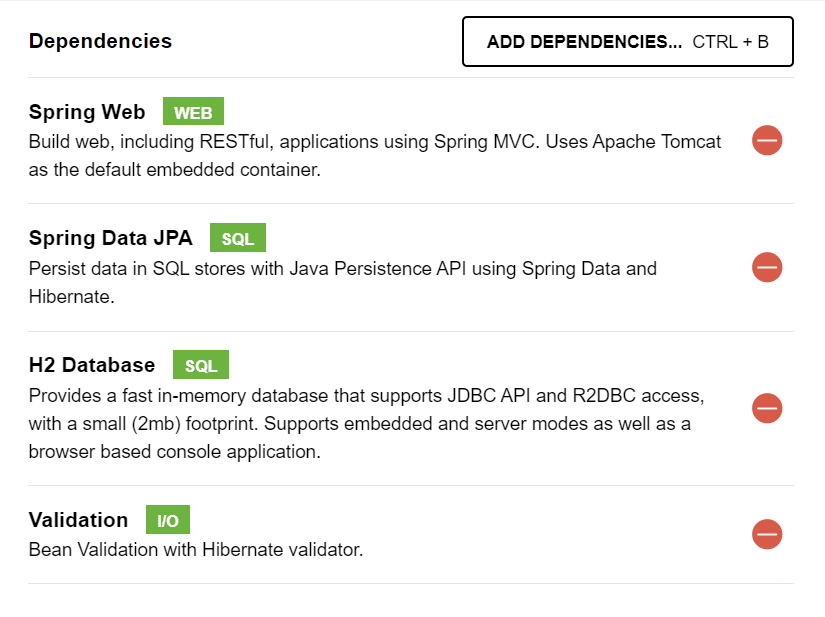 Dependencies
ADD DEPENDENCIES... CTRL + B
Spring Web WEB
Build web, including RESTful, applications using Spring MVC. Uses Apache Tomcat
as the default embedded container.
Spring Data JPA SQL
Persist data in SQL stores with Java Persistence API using Spring Data and
Hibernate.
H2 Database SQL
Provides a fast in-memory database that supports JDBC API and R2DBC access,
with a small (2mb) footprint. Supports embedded and server modes as well as a
browser based console application.
Validation I/O
Bean Validation with Hibernate validator.